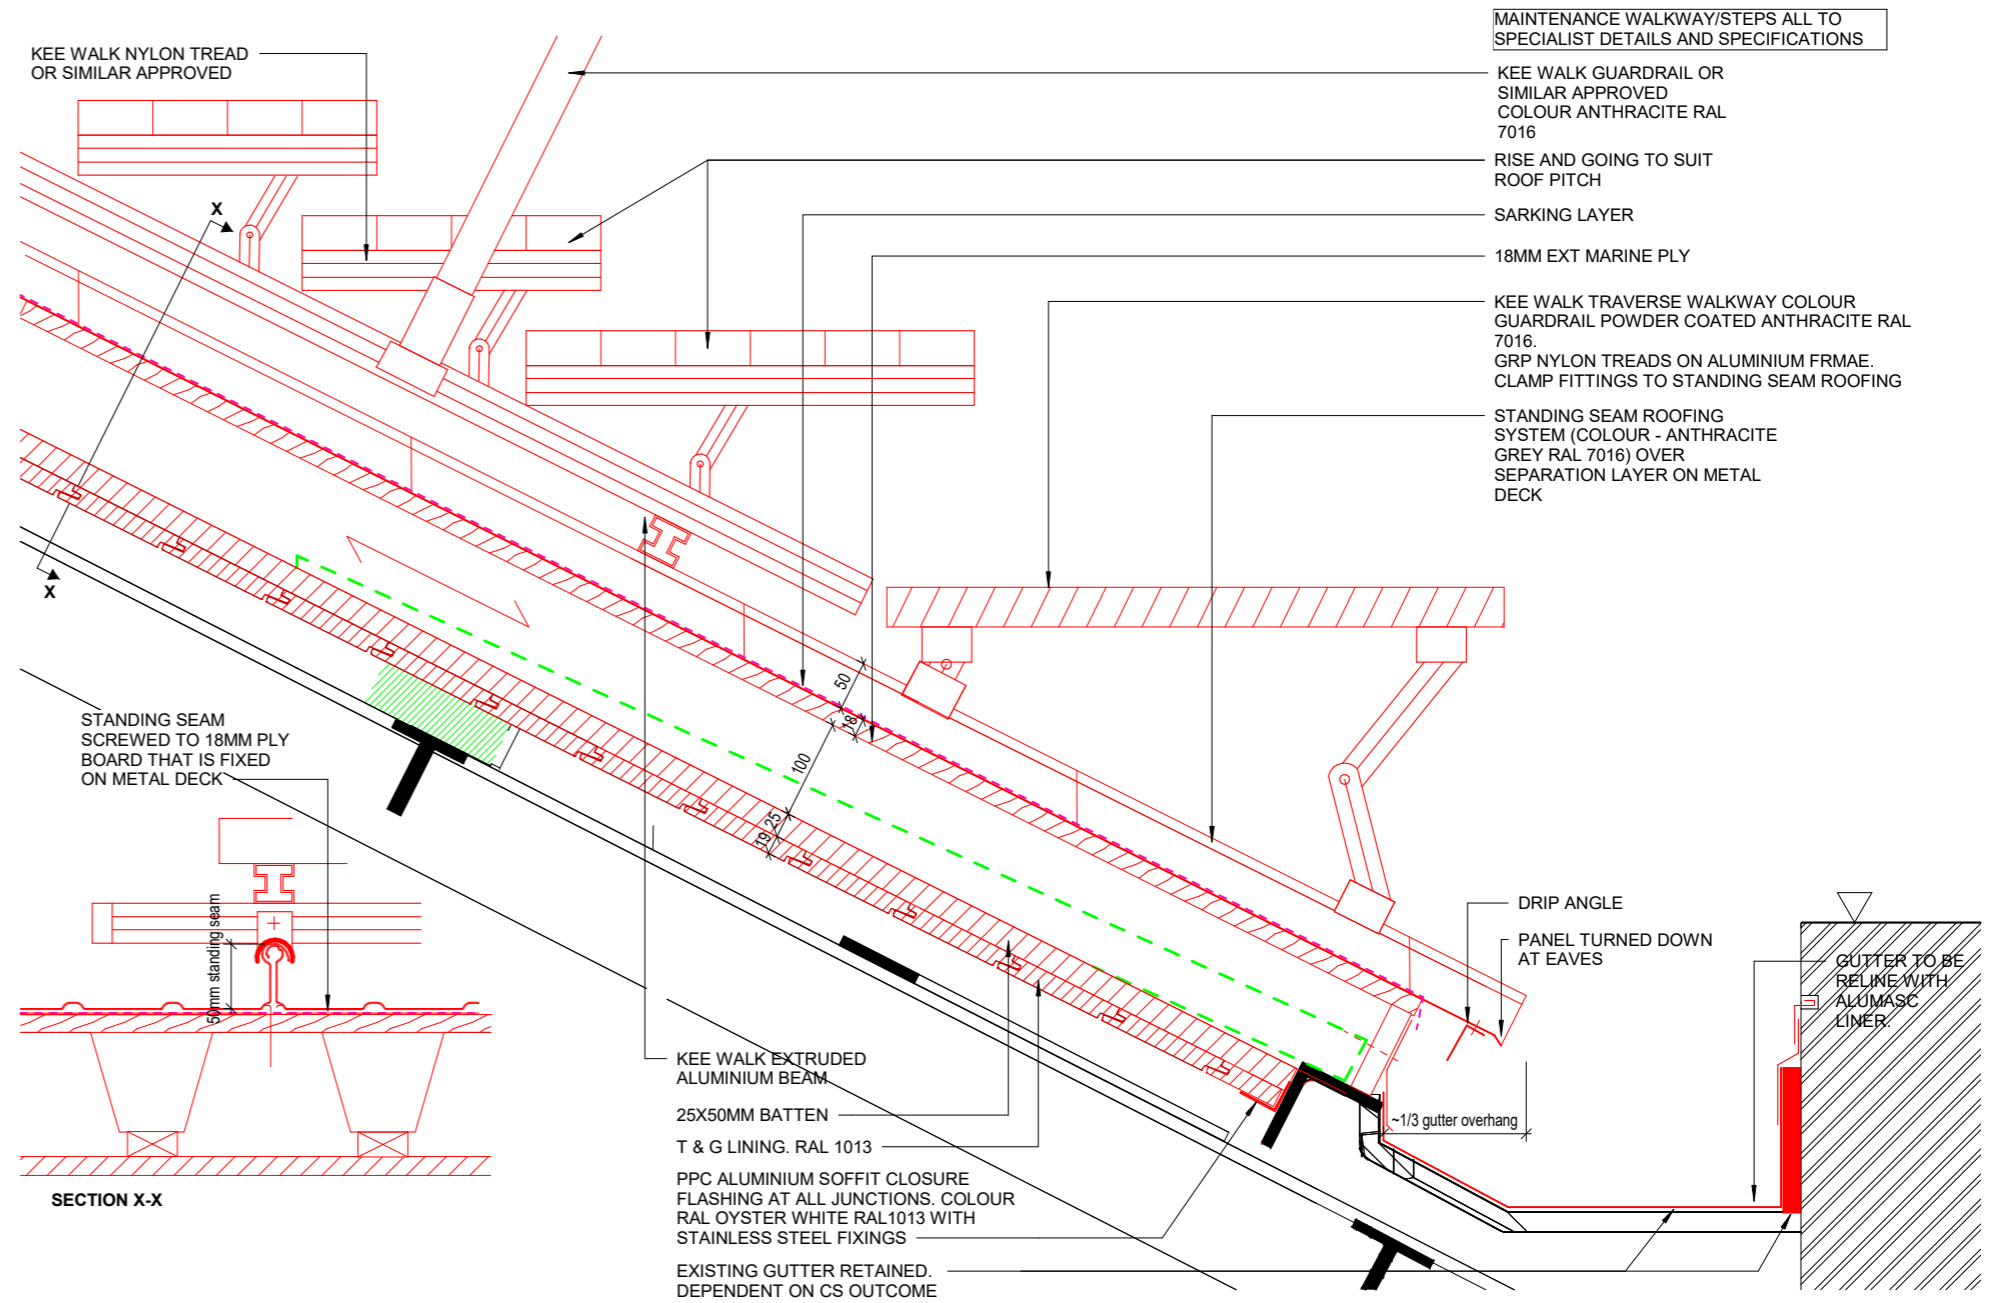 MAINTENANCE WALKWAY/STEPS ALL TO
SPECIALIST DETAILS AND SPECIFICATIONS
KEE WALK NYLON TREAD
OR SIMILAR APPROVED
KEE WALK GUARDRAIL OR
SIMILAR APPROVED
COLOUR ANTHRACITE RAL
7016
RISE AND GOING TO SUIT
ROOF PITCH
SARKING LAYER
18MM EXT MARINE PLY
KEE WALK TRAVERSE WALKWAY COLOUR
GUARDRAIL POWDER COATED ANTHRACITE RAL
7016.
GRP NYLON TREADS ON ALUMINIUM FRMAE.
CLAMP FITTINGS TO STANDING SEAM ROOFING
STANDING SEAM ROOFING
SYSTEM (COLOUR - ANTHRACITE
GREY RAL 7016) OVER
SEPARATION LAYER ON METAL
DECK
X
X
50
18
100
25
19
STANDING SEAM
SCREWED TO 18MM PLY
BOARD THAT IS FIXED
ON METAL DECK
50mm standing seam
SECTION X-X
DRIP ANGLE
PANEL TURNED DOWN
AT EAVES
GUTTER TO BE
RELINE WITH
ALUMASC
LINER.
~1/3 gutter overhang
KEE WALK EXTRUDED
ALUMINIUM BEAM
25X50MM BATTEN
T & G LINING. RAL 1013
PPC ALUMINIUM SOFFIT CLOSURE
FLASHING AT ALL JUNCTIONS. COLOUR
RAL OYSTER WHITE RAL1013 WITH
STAINLESS STEEL FIXINGS
EXISTING GUTTER RETAINED.
DEPENDENT ON CS OUTCOME